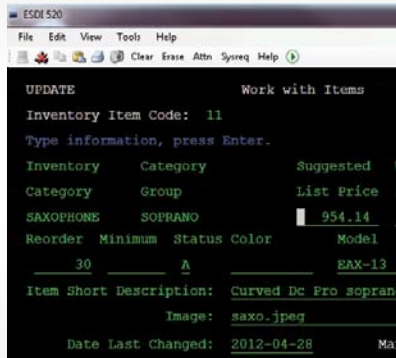 ESDI 520
File Edit View Tools Help
Clear Erase Attn Sysreq Help
UPDATE Work with Items
Inventory Item Code: 11
Type information, press Enter.
Inventory Category Suggested
Category Group List Price
SAXOPHONE SOPRANO 954.14
Reorder Minimum Status Color Model
30 A EAX-13
Item Short Description: Curved Dc Pro sopran
Image: saxo.jpeg
Date Last Changed: 2012-04-28 Ma